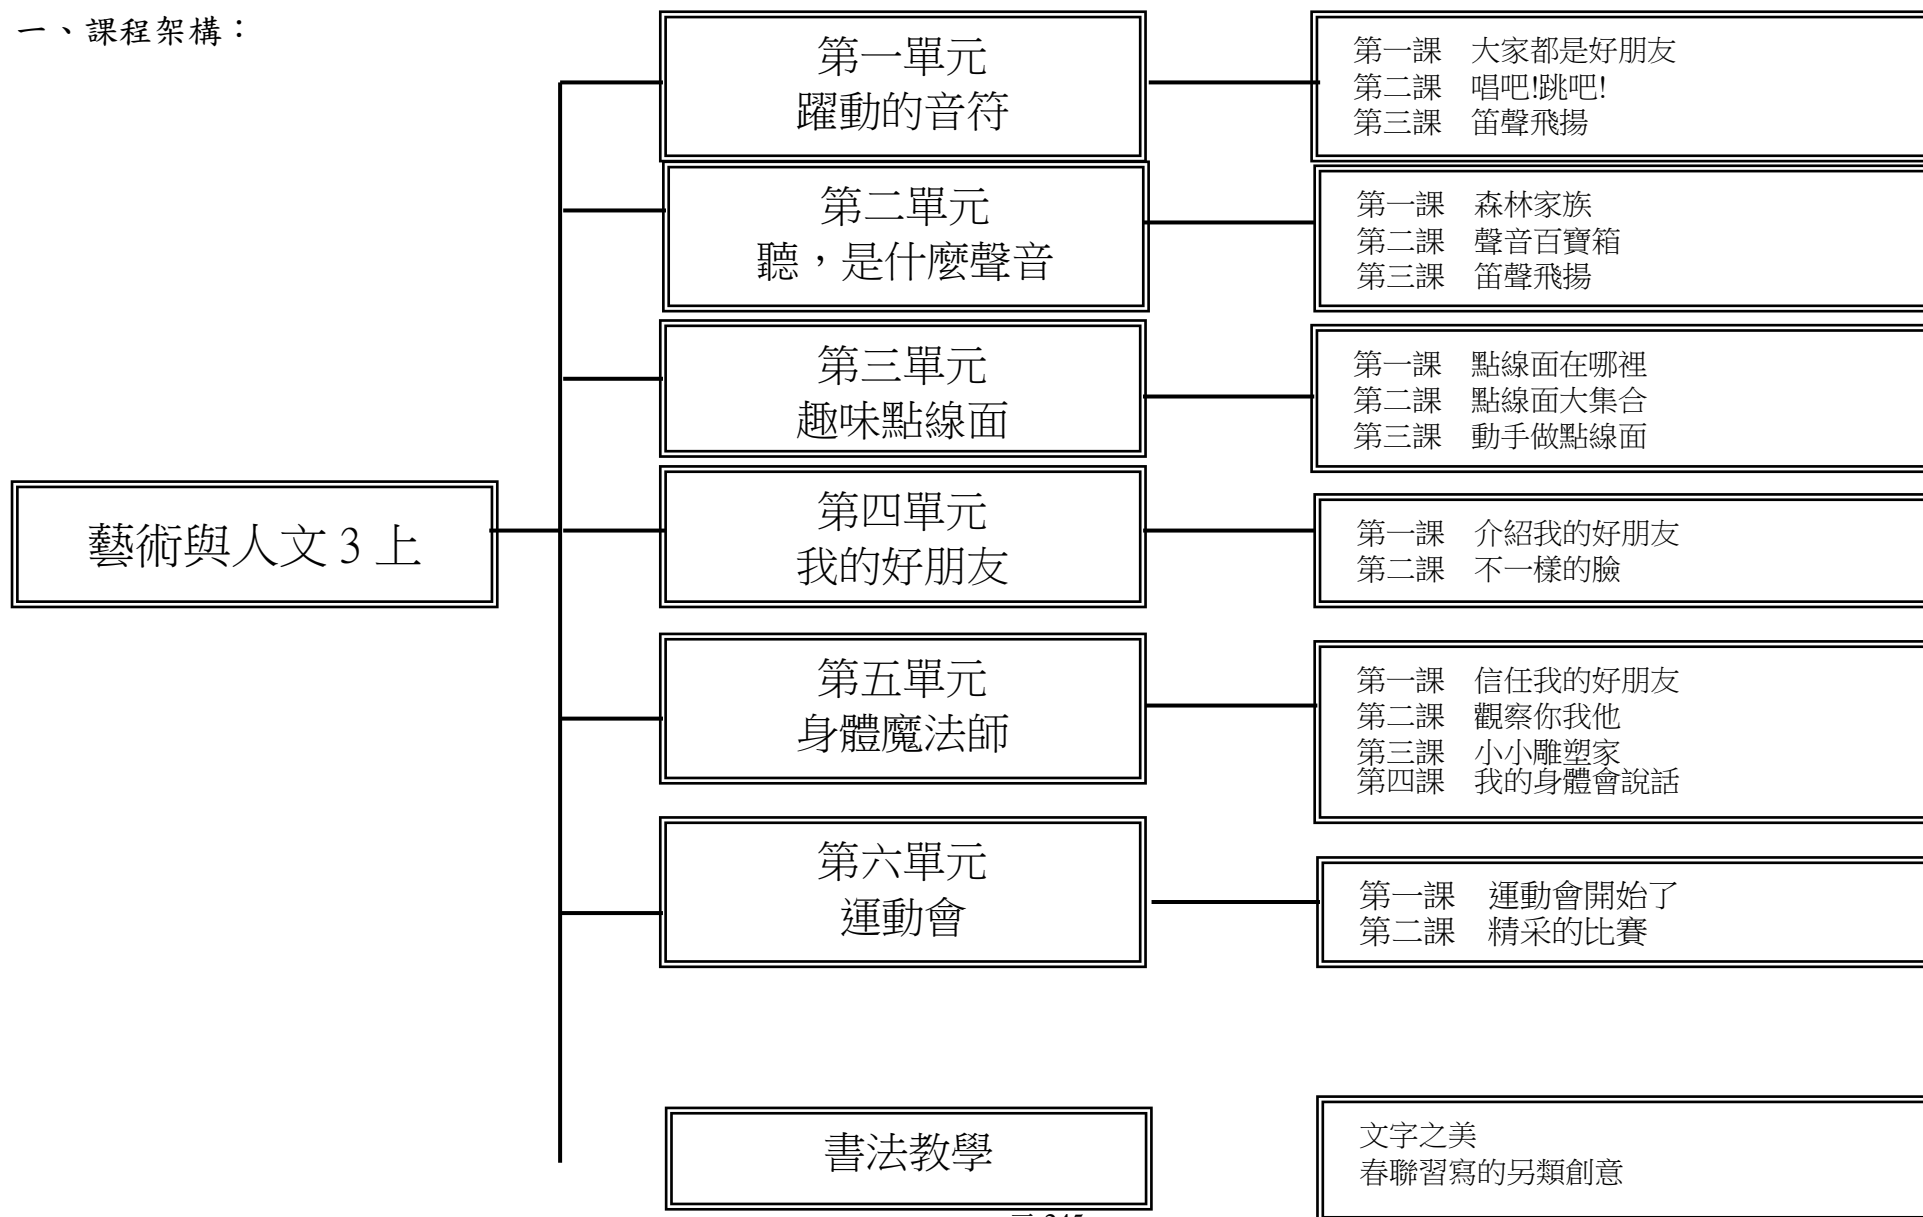 一、課程架構：
藝術與人文3上
第一單元
躍動的音符
第一課　大家都是好朋友
第二課　唱吧!跳吧!
第三課　笛聲飛揚
第二單元
聽，是什麼聲音
第一課　森林家族
第二課　聲音百寶箱
第三課　笛聲飛揚
第三單元
趣味點線面
第一課　點線面在哪裡
第二課　點線面大集合
第三課　動手做點線面
第四單元
我的好朋友
第一課　介紹我的好朋友
第二課　不一樣的臉
第五單元
身體魔法師
第一課　信任我的好朋友
第二課　觀察你我他
第三課　小小雕塑家
第四課　我的身體會說話
第六單元
運動會
第一課　運動會開始了
第二課　精采的比賽
書法教學
文字之美
春聯習寫的另類創意